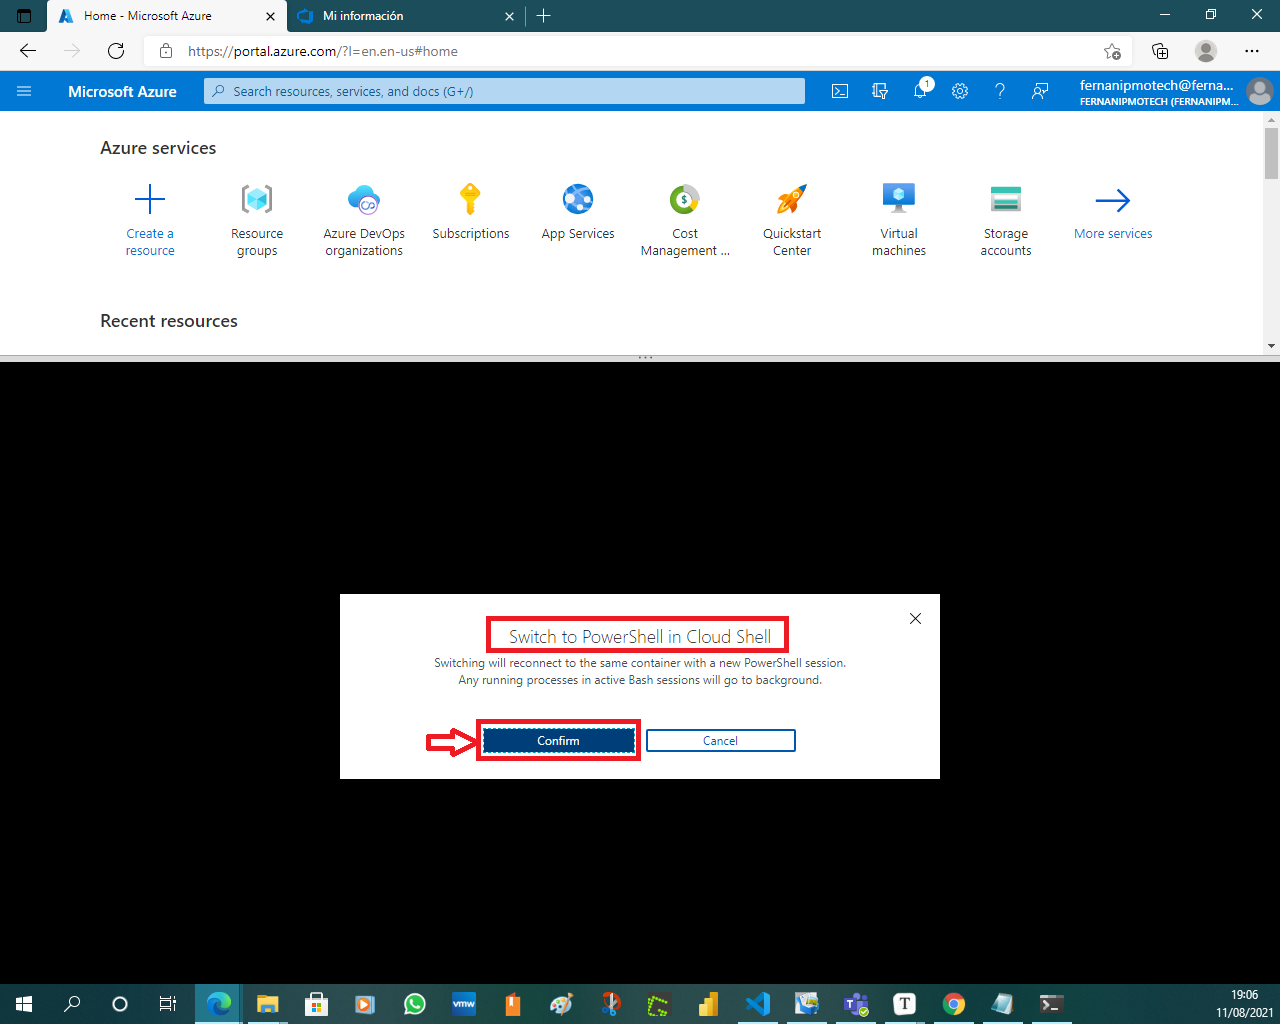 Home - Microsoft Azure
Mi información
https://portal.azure.com/?l=en.en-us#home
Microsoft Azure
Search resources, services, and docs (G+/)
1
fernanipmotech@ferna...
FERNANIPMOTECH (FERNANIPM...
Azure services
Create a resource
Resource groups
Azure DevOps organizations
Subscriptions
App Services
Cost Management ...
Quickstart Center
Virtual machines
Storage accounts
More services
Recent resources
Switch to PowerShell in Cloud Shell
Switching will reconnect to the same container with a new PowerShell session.
Any running processes in active Bash sessions will go to background.
Confirm
Cancel
vmw
T
19:06
11/08/2021